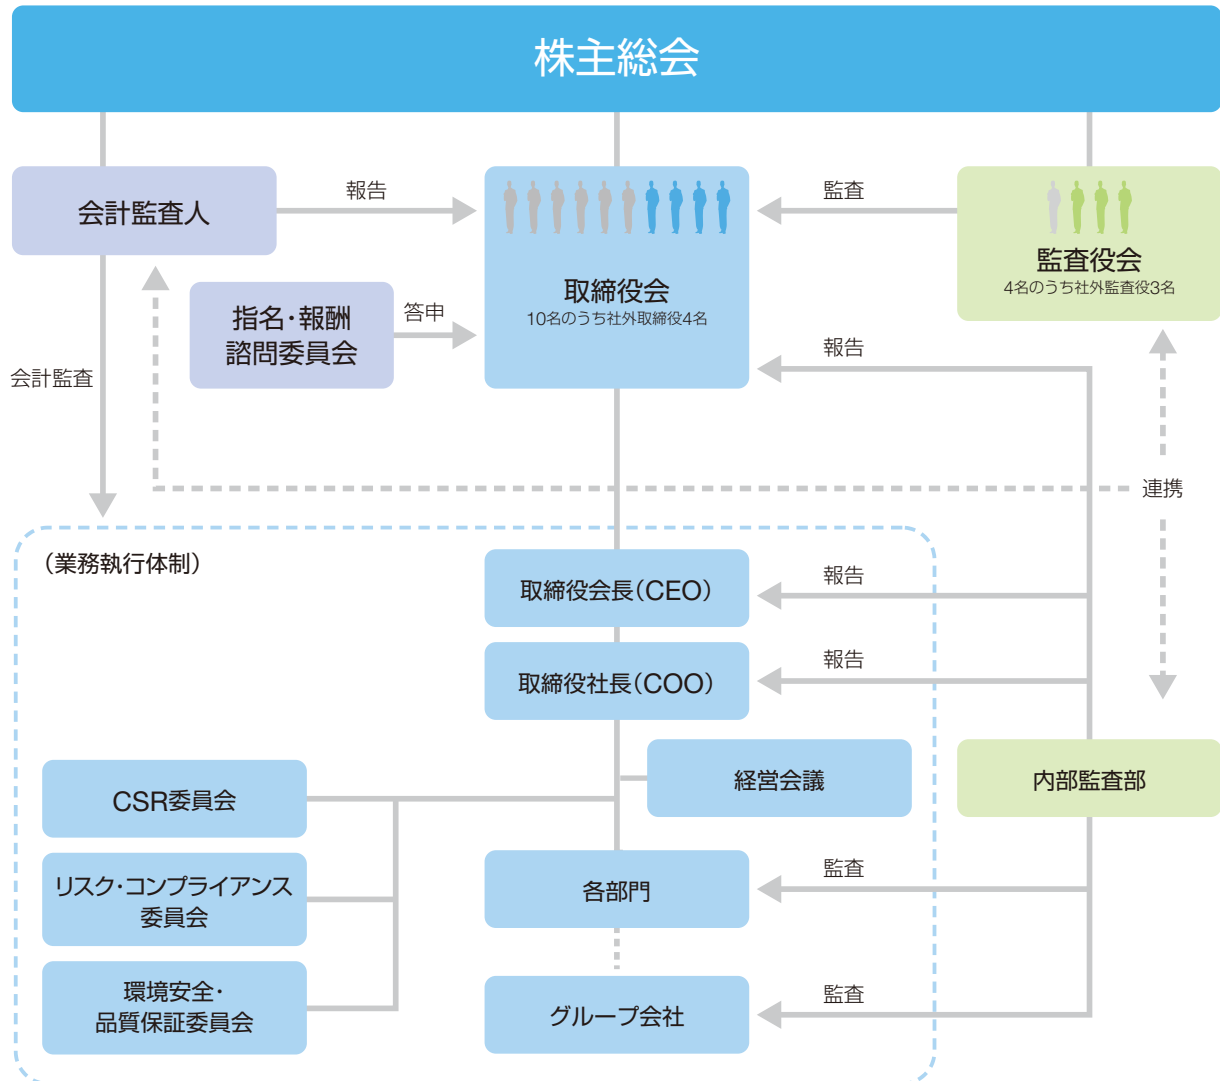 株主総会
会計監査人
報告
監査
取締役会
10名のうち社外取締役4名
監査役会
4名のうち社外監査役3名
指名・報酬
諮問委員会
答申
報告
会計監査
連携
（業務執行体制）
取締役会長（CEO）
報告
取締役社長（COO）
報告
経営会議
内部監査部
CSR委員会
リスク・コンプライアンス
委員会
各部門
監査
環境安全・
品質保証委員会
グループ会社
監査